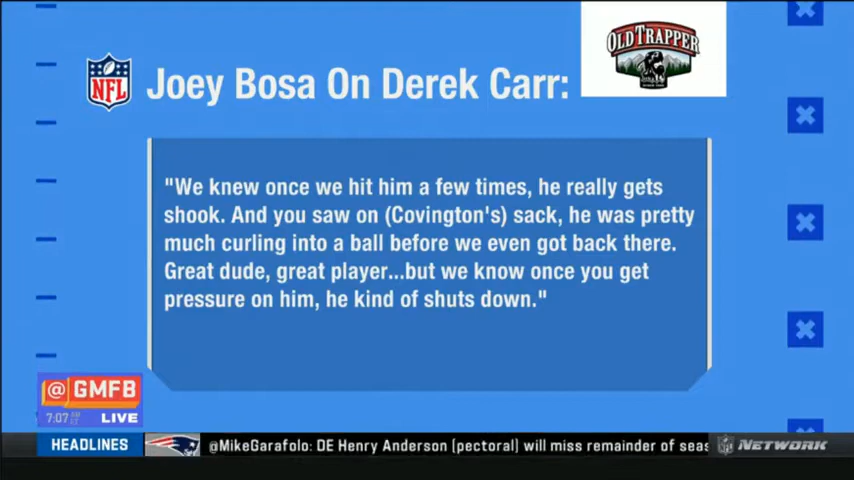 NFL
Joey Bosa On Derek Carr:
OLD TRAPPER
"We knew once we hit him a few times, he really gets
shook. And you saw on (Covington's) sack, he was pretty
much curling into a ball before we even got back there.
Great dude, great player...but we know once you get
pressure on him, he kind of shuts down."
@ GMFB
7:07 LIVE
HEADLINES @MikeGarafolo: DE Henry Anderson (pectoral) will miss remainder of seas NFL NETWORK